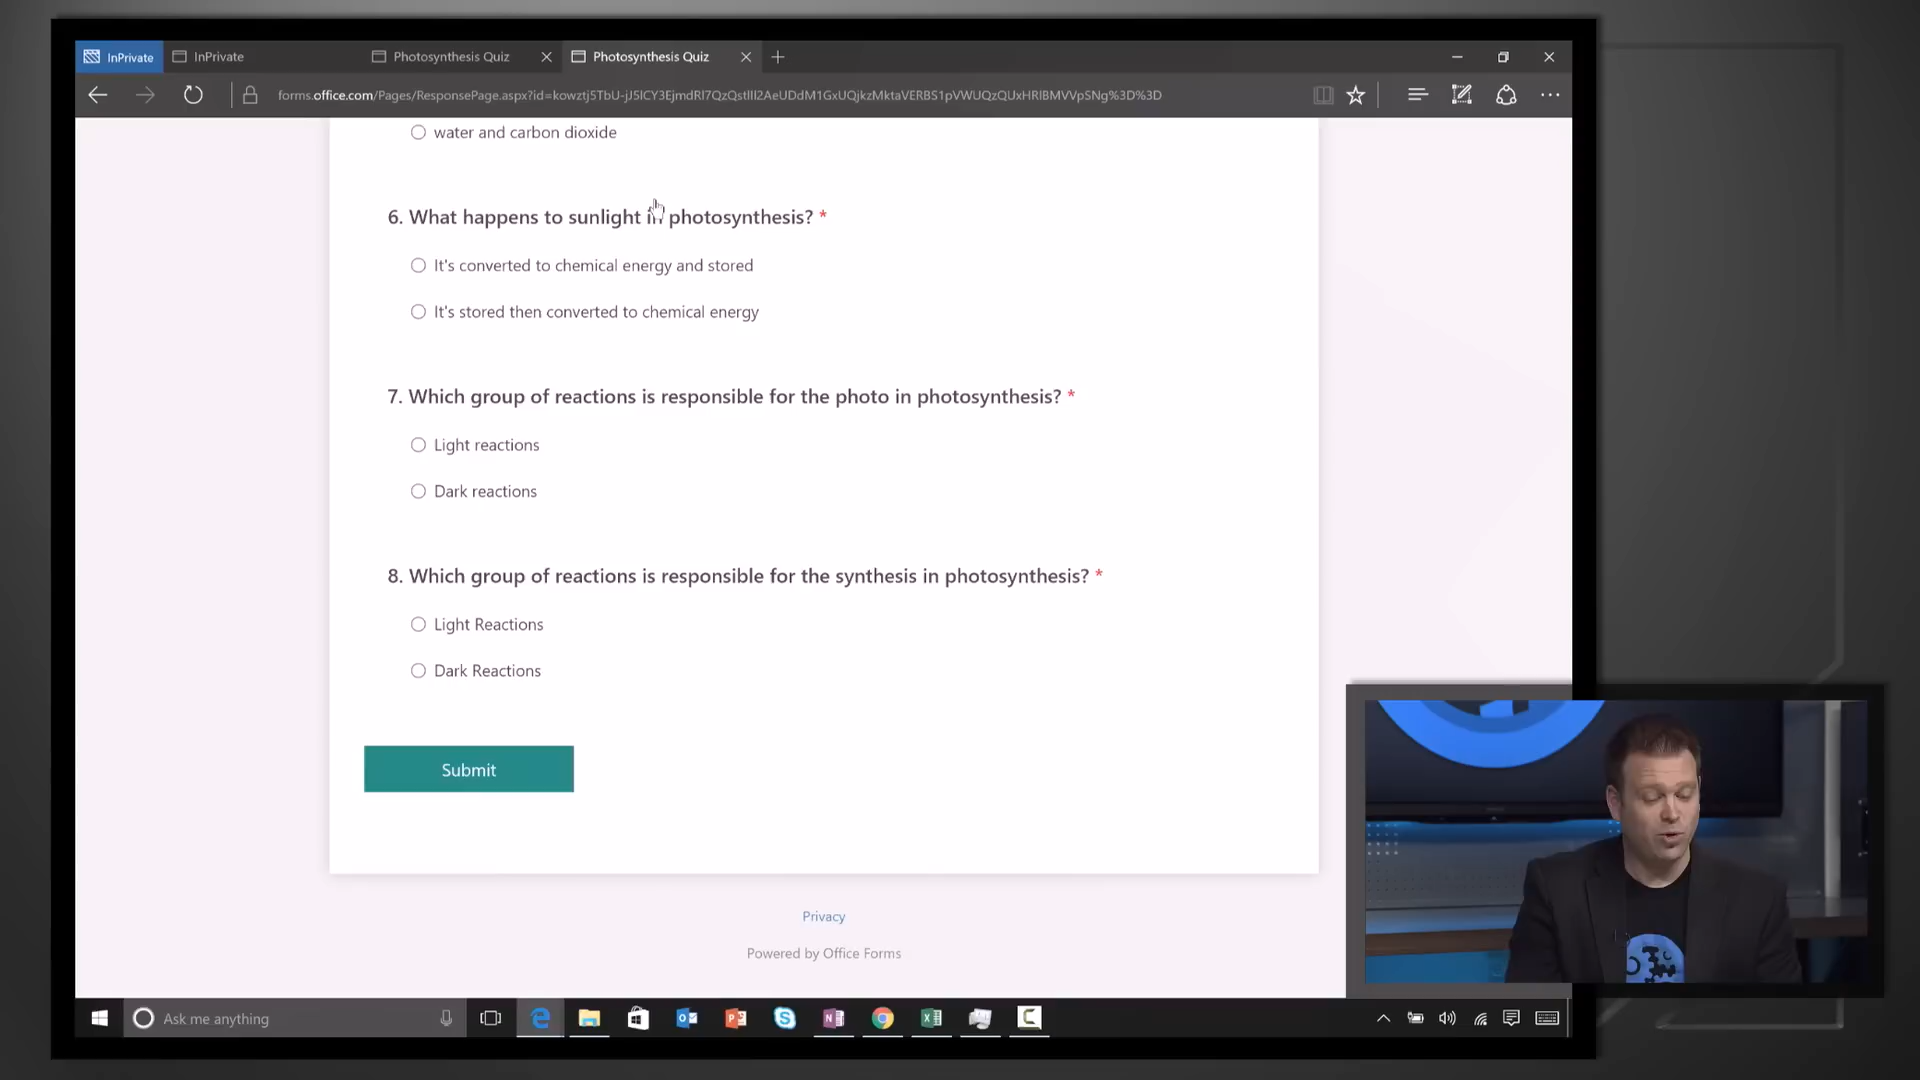 InPrivate
InPrivate
Photosynthesis Quiz
Photosynthesis Quiz
water and carbon dioxide
6. What happens to sunlight in photosynthesis? *
It's converted to chemical energy and stored
It's stored then converted to chemical energy
7. Which group of reactions is responsible for the photo in photosynthesis? *
Light reactions
Dark reactions
8. Which group of reactions is responsible for the synthesis in photosynthesis? *
Light Reactions
Dark Reactions
Submit
Privacy
Powered by Office Forms
Ask me anything